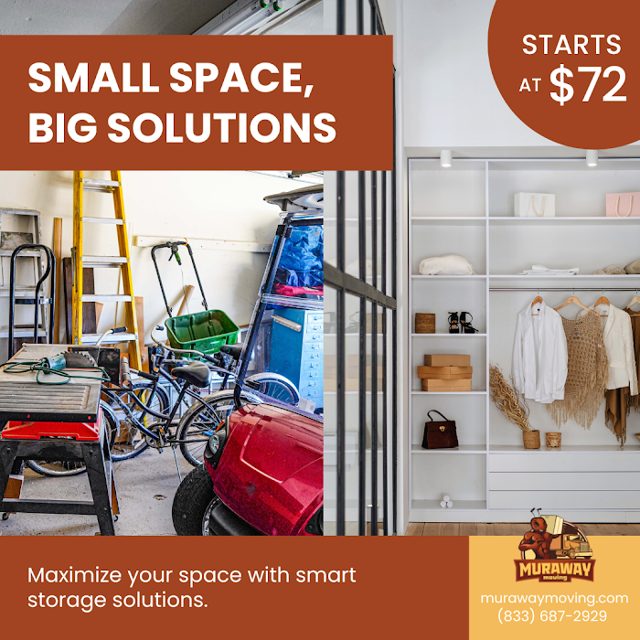 SMALL SPACE,
BIG SOLUTIONS
STARTS
AT $72
Maximize your space with smart
storage solutions.
MURAWAY
moving
murawaymoving.com
(833) 687-2929